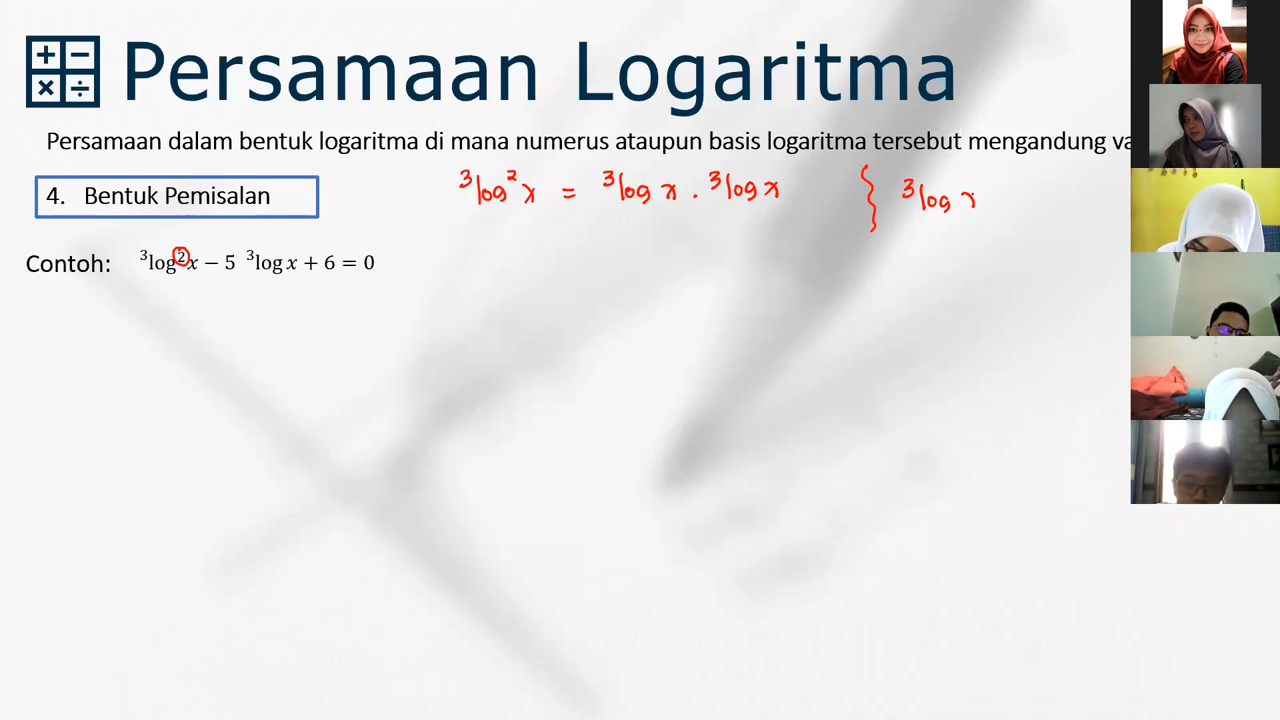 Persamaan Logaritma
Persamaan dalam bentuk logaritma di mana numerus ataupun basis logaritma tersebut mengandung va
4. Bentuk Pemisalan
³log²x = ³log x . ³log x } ³log x
Contoh: ³log²x − 5 ³log x + 6 = 0